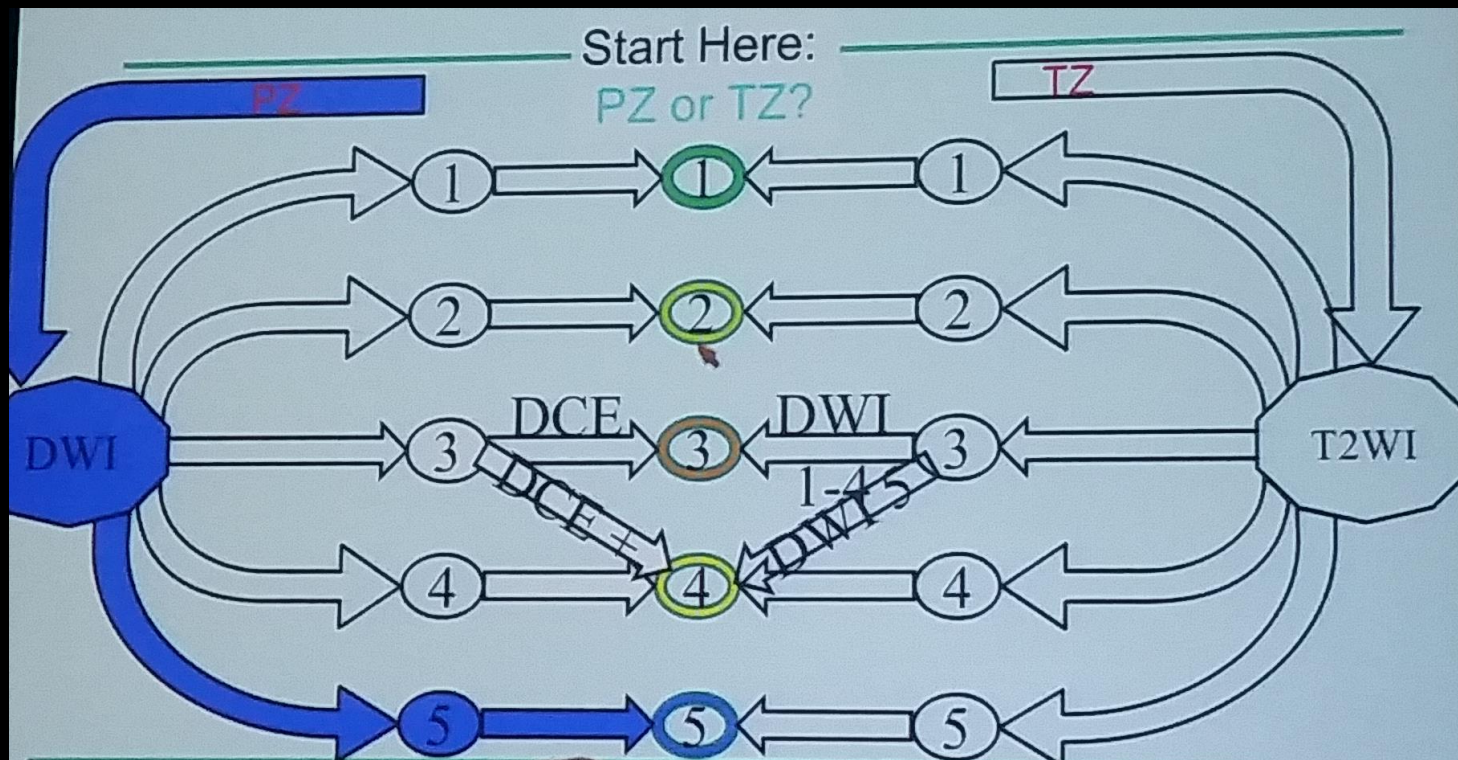 Start Here:
PZ
PZ or TZ?
TZ
1 1 1
2 2 2
DCE DWI
DWI 3 3 3 T2WI
1-4
DCE + DWI 5
4 4 4
5 5 5